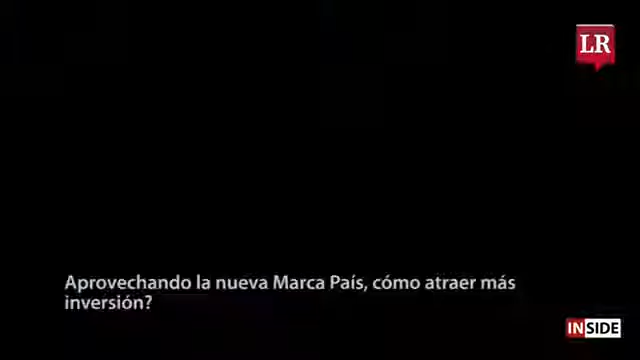 LR
Aprovechando la nueva Marca País, cómo atraer más
inversión?
INSIDE